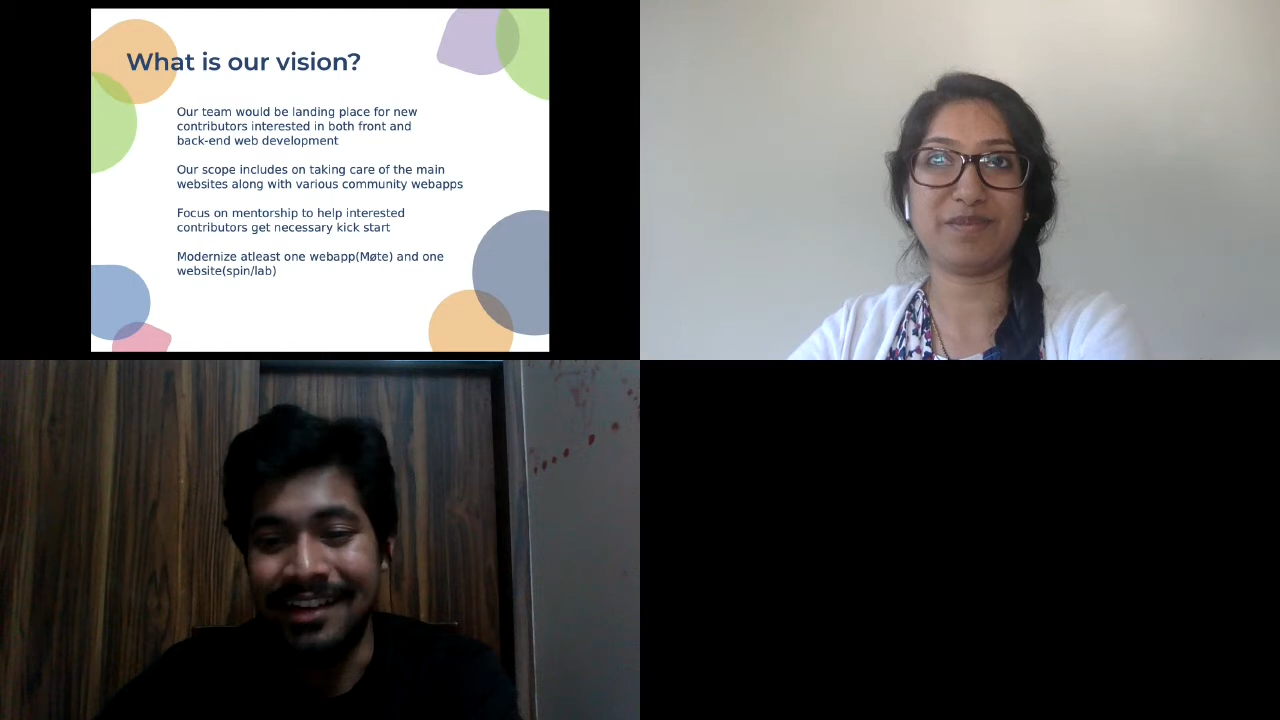 What is our vision?
Our team would be landing place for new
contributors interested in both front and
back-end web development
Our scope includes on taking care of the main
websites along with various community webapps
Focus on mentorship to help interested
contributors get necessary kick start
Modernize atleast one webapp(Møte) and one
website(spin/lab)